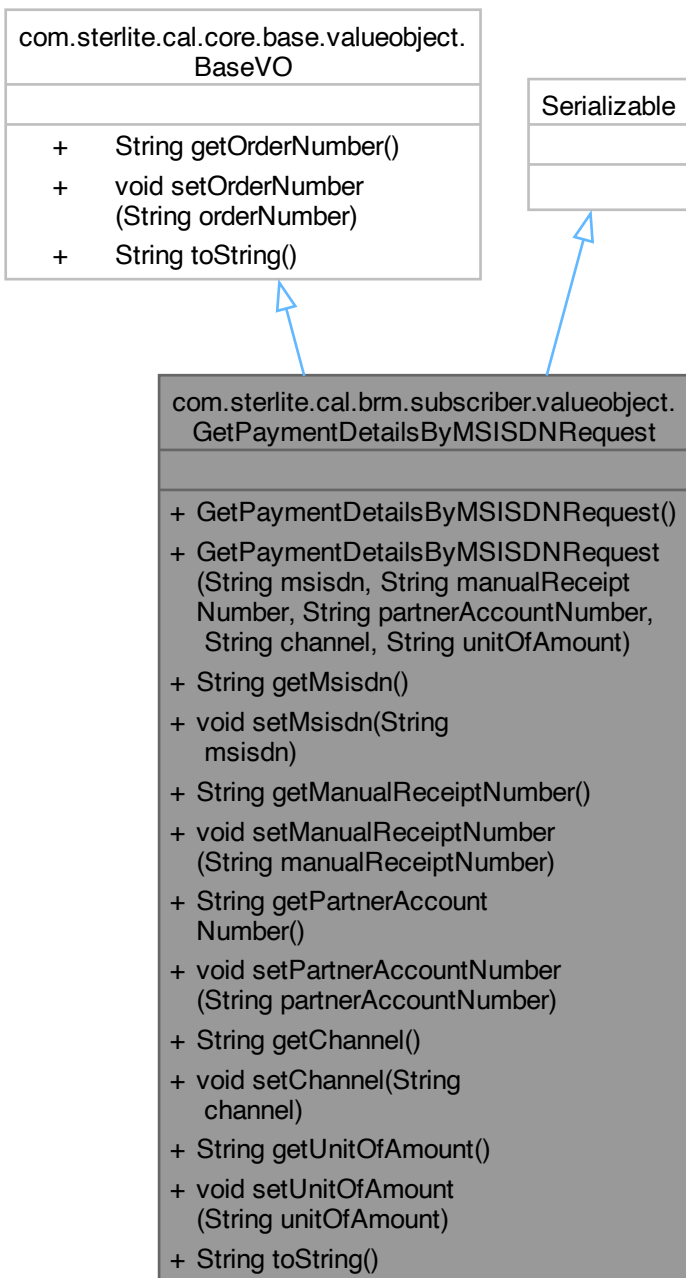 com.sterlite.cal.core.base.valueobject.
BaseVO
+ String getOrderNumber()
+ void setOrderNumber
(String orderNumber)
+ String toString()
Serializable
com.sterlite.cal.brm.subscriber.valueobject.
GetPaymentDetailsByMSISDNRequest
+ GetPaymentDetailsByMSISDNRequest()
+ GetPaymentDetailsByMSISDNRequest
(String msisdn, String manualReceipt
Number, String partnerAccountNumber,
String channel, String unitOfAmount)
+ String getMsisdn()
+ void setMsisdn(String
msisdn)
+ String getManualReceiptNumber()
+ void setManualReceiptNumber
(String manualReceiptNumber)
+ String getPartnerAccount
Number()
+ void setPartnerAccountNumber
(String partnerAccountNumber)
+ String getChannel()
+ void setChannel(String
channel)
+ String getUnitOfAmount()
+ void setUnitOfAmount
(String unitOfAmount)
+ String toString()